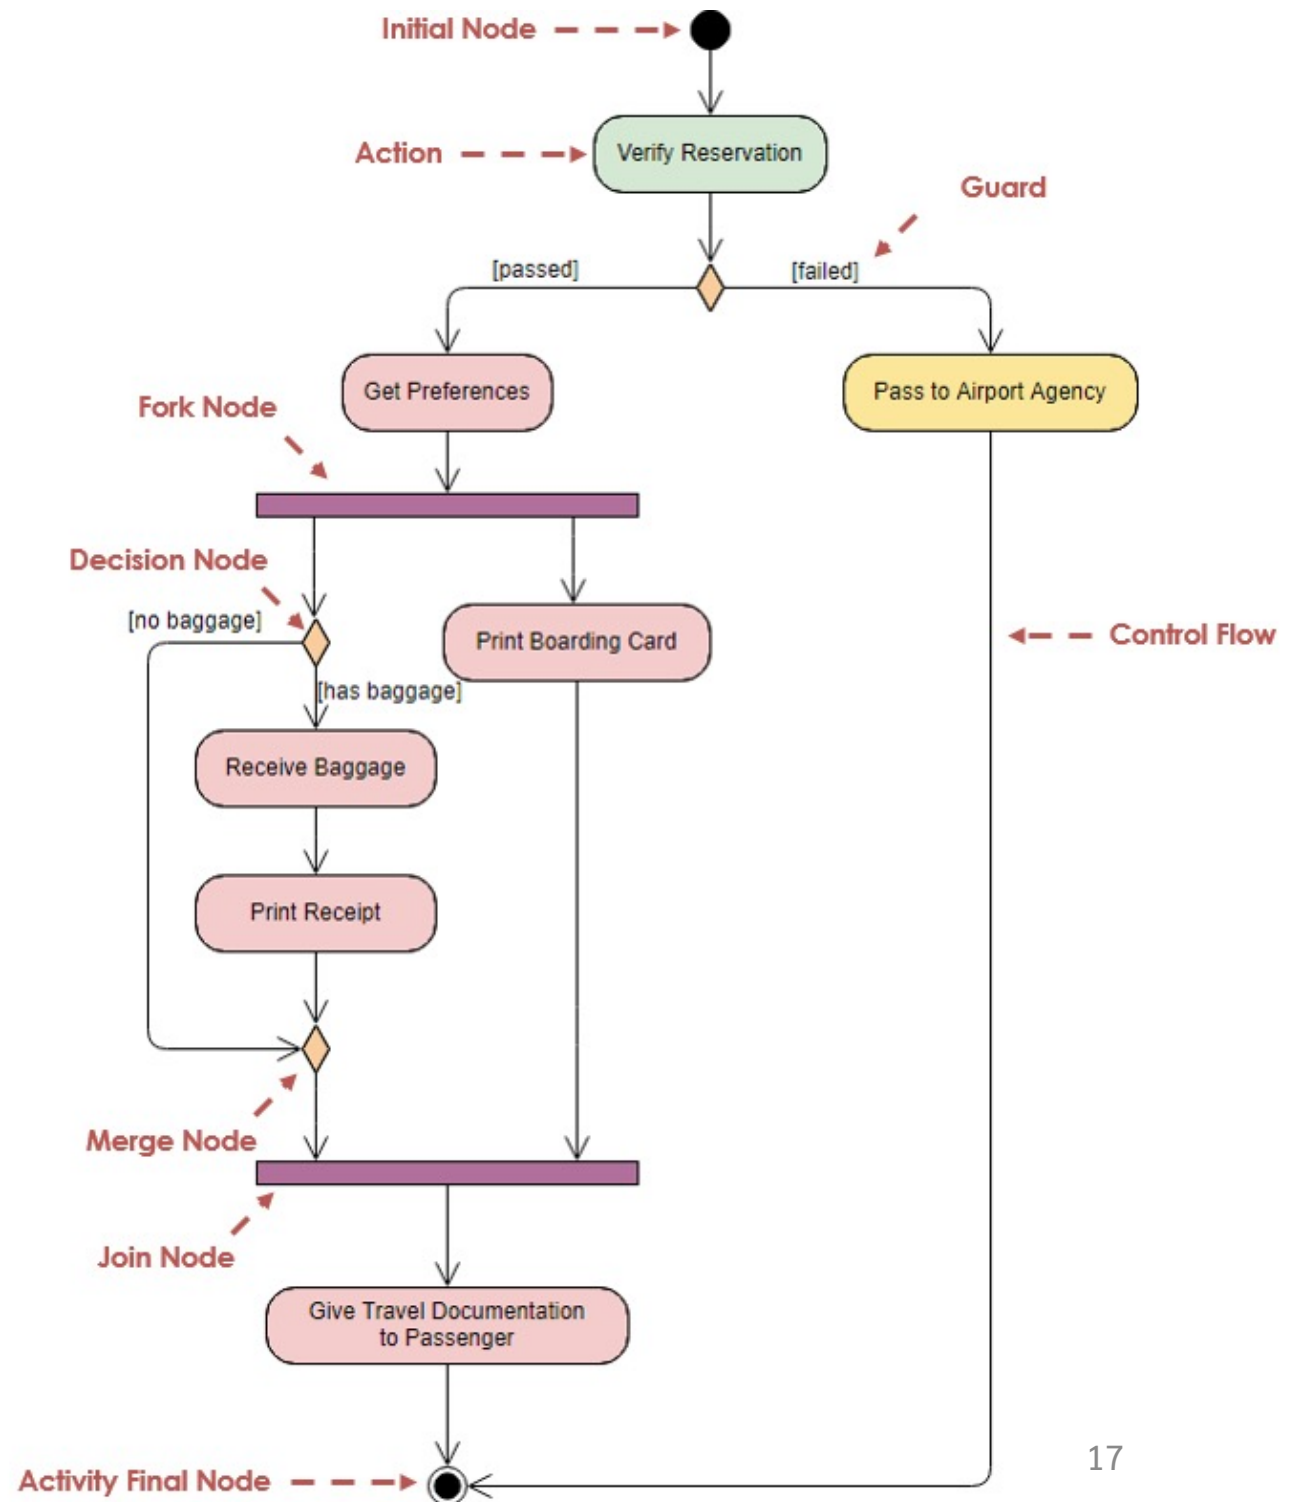 Initial Node
Action
Verify Reservation
Guard
[passed]
[failed]
Get Preferences
Pass to Airport Agency
Fork Node
Decision Node
[no baggage]
Print Boarding Card
Control Flow
[has baggage]
Receive Baggage
Print Receipt
Merge Node
Join Node
Give Travel Documentation
to Passenger
17
Activity Final Node